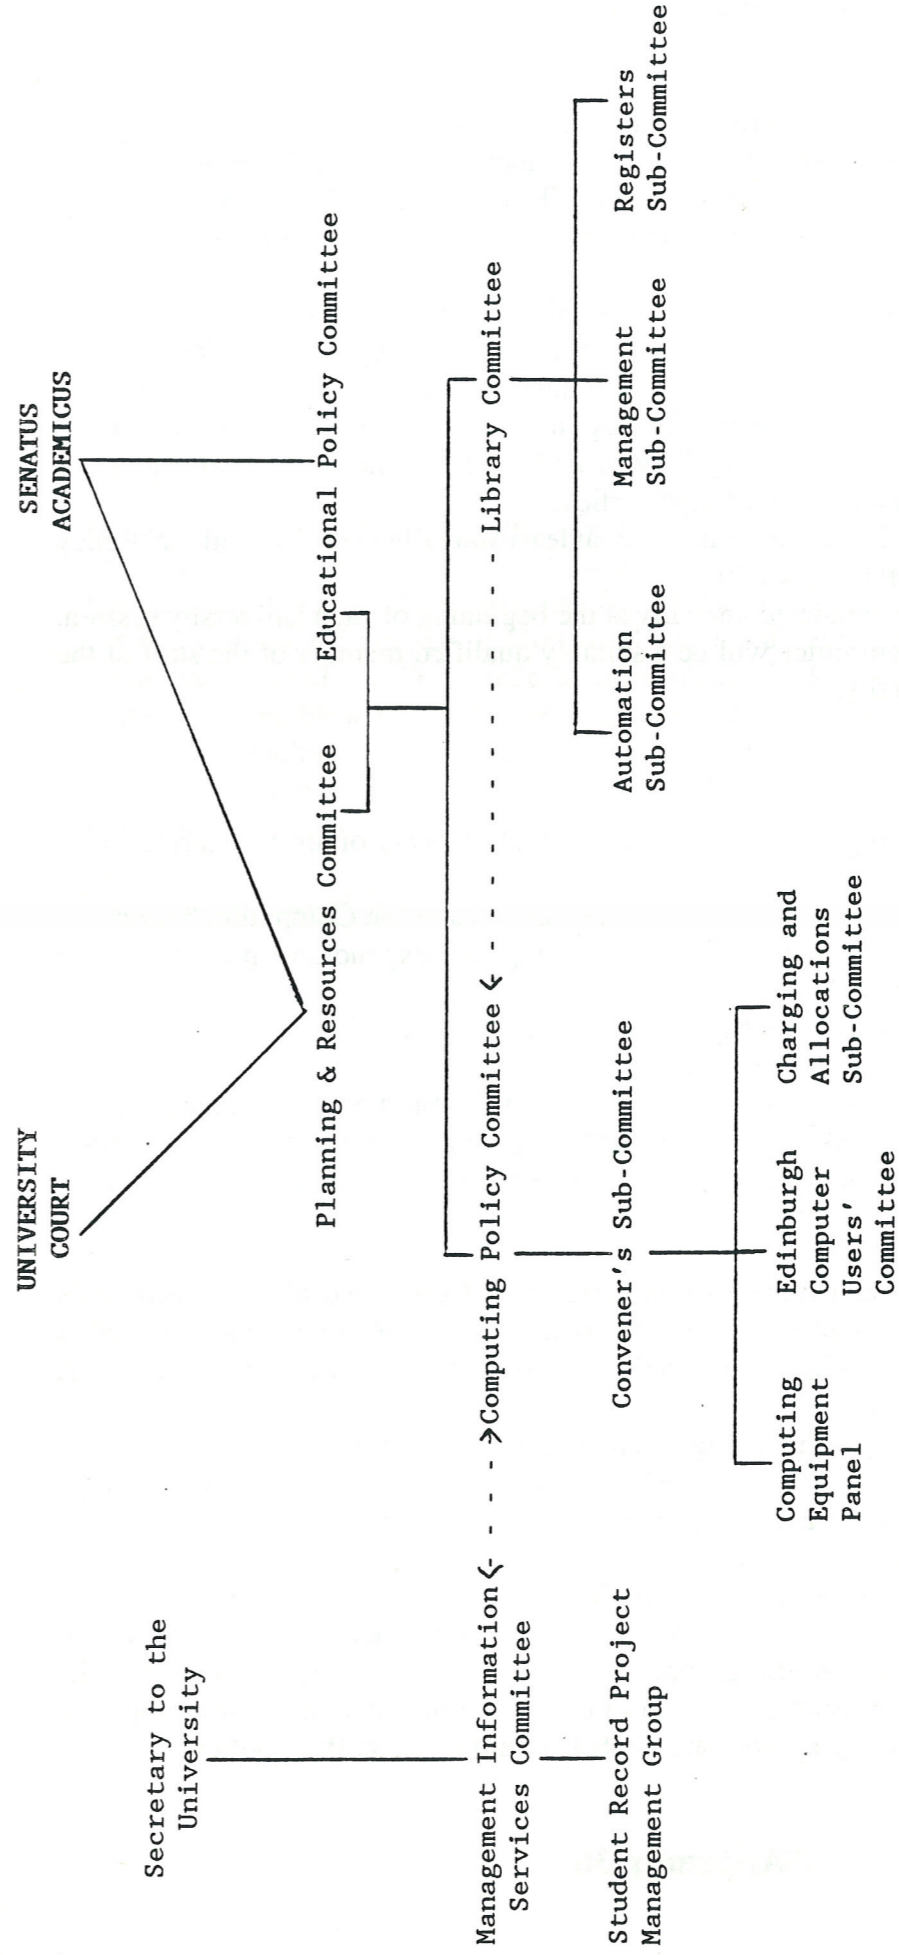 UNIVERSITY
COURT
SENATUS
ACADEMICUS
Secretary to the
University
Planning & Resources Committee
Educational Policy Committee
Management Information
Services Committee
Computing Policy Committee
Library Committee
Student Record Project
Management Group
Convener's Sub-Committee
Automation
Sub-Committee
Management
Sub-Committee
Registers
Sub-Committee
Computing
Equipment
Panel
Edinburgh
Computer
Users'
Committee
Charging and
Allocations
Sub-Committee